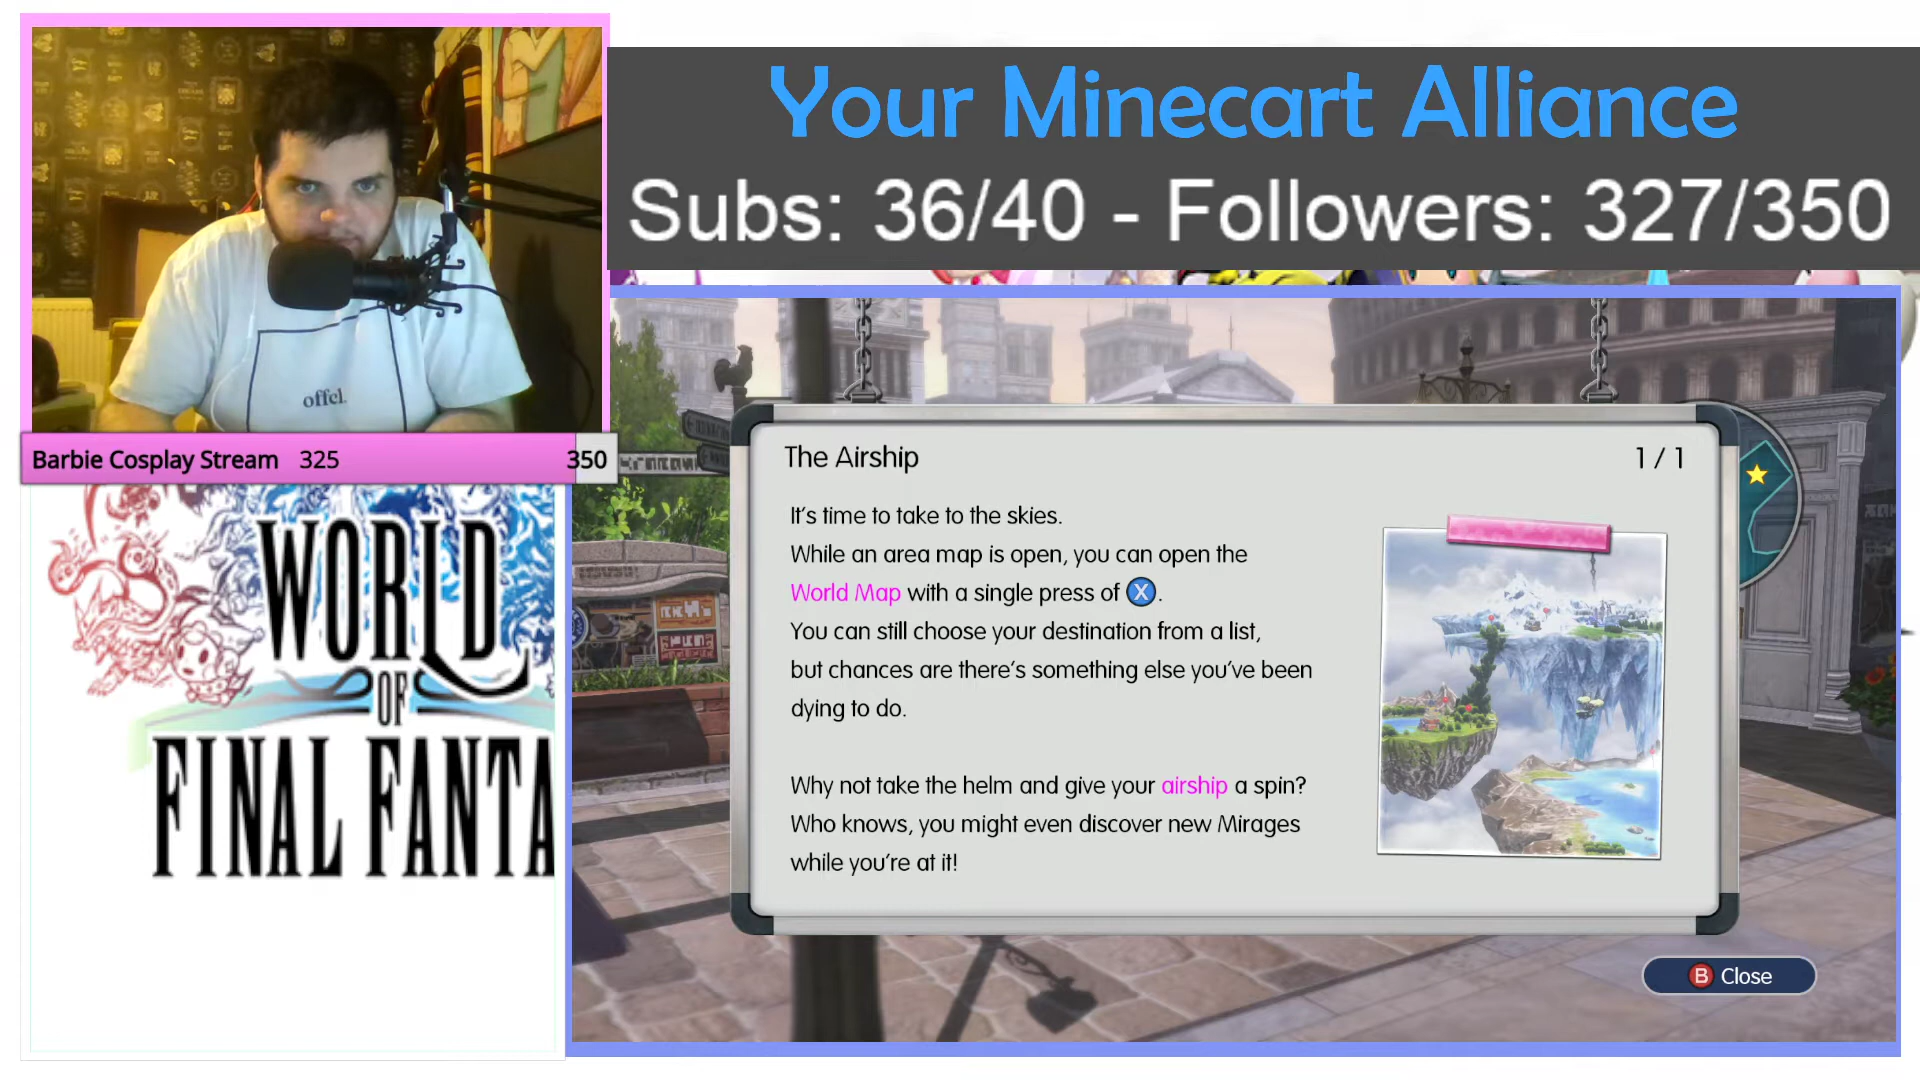 Your Minecart Alliance
Subs: 36/40 - Followers: 327/350
offcl.
Barbie Cosplay Stream 325 350
WORLD
OF
FINAL FANTA
The Airship 1 / 1
It's time to take to the skies.
While an area map is open, you can open the
World Map with a single press of X.
You can still choose your destination from a list,
but chances are there's something else you've been
dying to do.
Why not take the helm and give your airship a spin?
Who knows, you might even discover new Mirages
while you're at it!
B Close